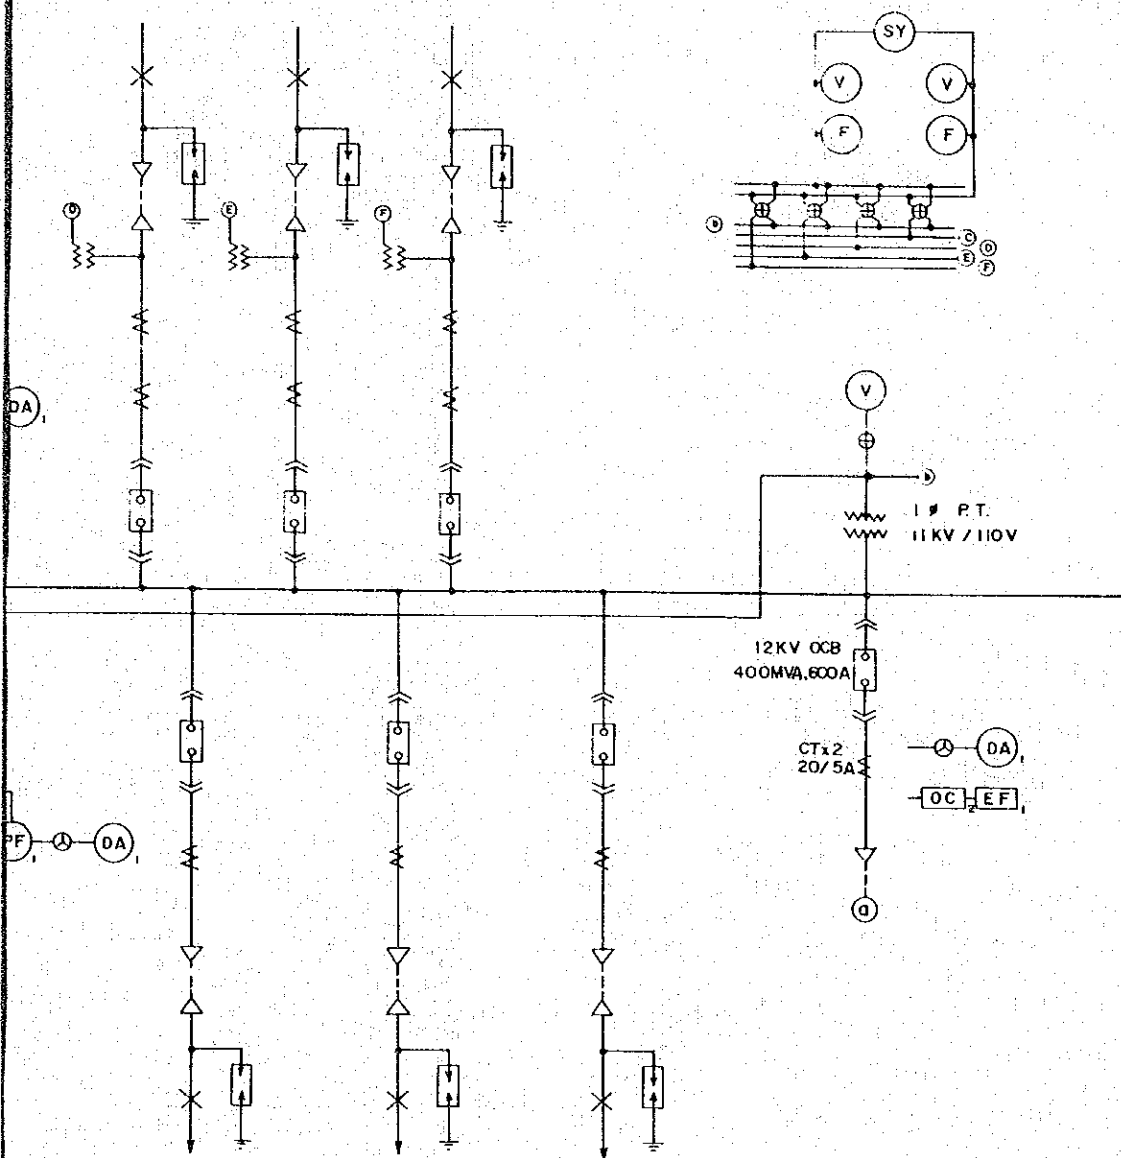 SY
V V
F F
D E F
B
C
D
E
F
DA 1
V
b
1 ø P.T.
11KV / 110V
12KV OCB
400MVA, 600A
CTx2
20/5A
DA 1
OC 2 EF 1
PF 1 DA 1
a